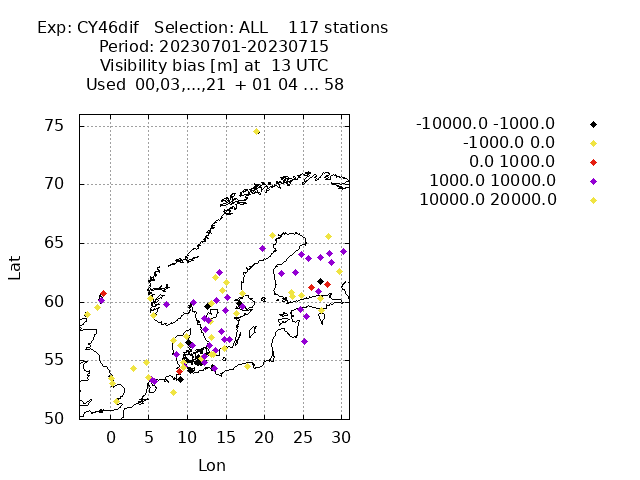 Exp: CY46dif   Selection: ALL    117 stations
Period: 20230701-20230715
Visibility bias [m] at  13 UTC
Used  00,03,...,21  + 01 04 ... 58
-10000.0 -1000.0
-1000.0 0.0
0.0 1000.0
1000.0 10000.0
10000.0 20000.0
75
70
65
60
55
50
Lat
0 5 10 15 20 25 30
Lon